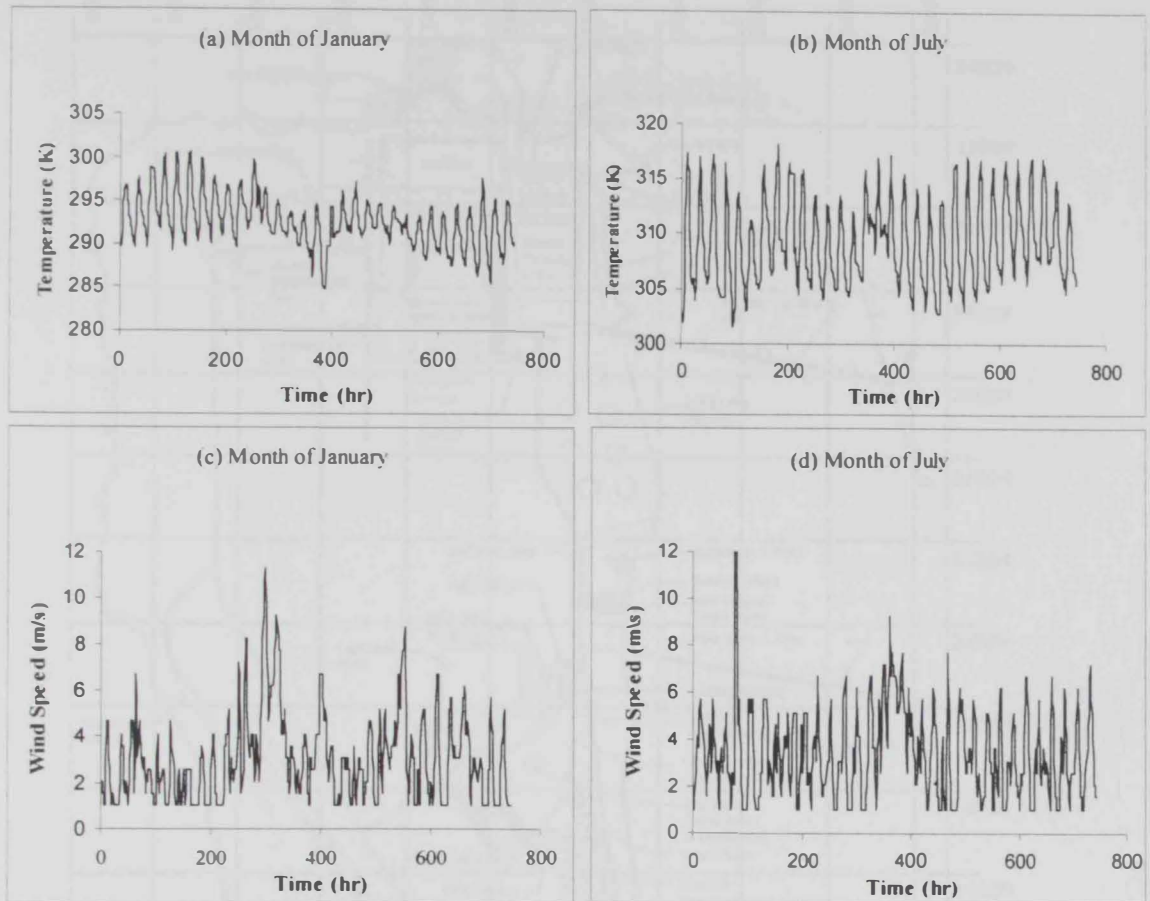 (a) Month of January
Temperature (K)
305
300
295
290
285
280
0 200 400 600 800
Time (hr)
(b) Month of July
Temperature (K)
320
315
310
305
300
0 200 400 600 800
Time (hr)
(c) Month of January
Wind Speed (m/s)
12
10
8
6
4
2
0
0 200 400 600 800
Time (hr)
(d) Month of July
Wind Speed (m\s)
12
10
8
6
4
2
0
0 200 400 600 800
Time (hr)